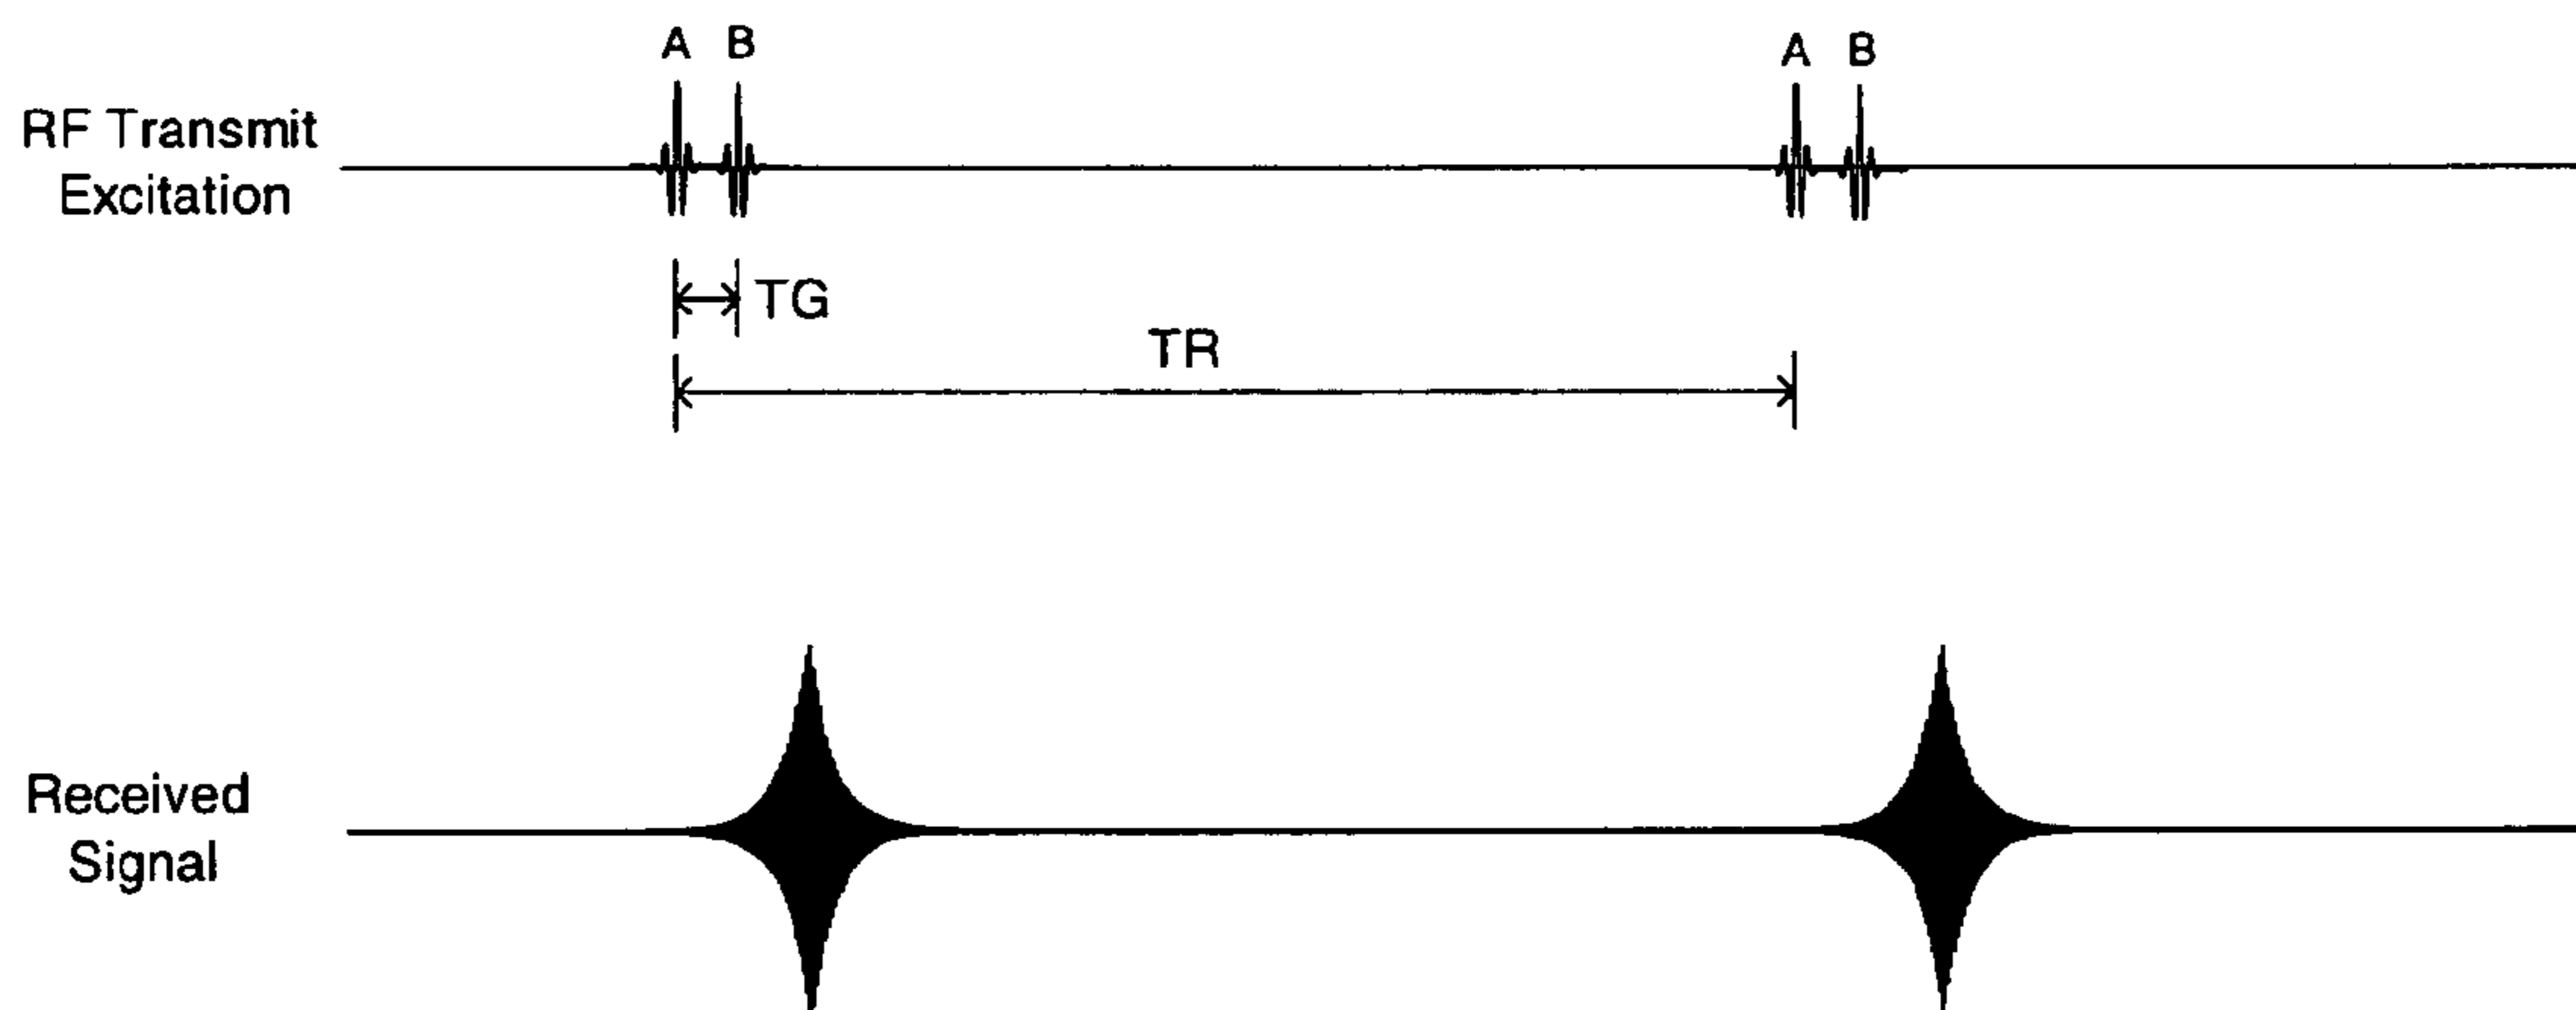 A B
A B
RF Transmit
Excitation
TG
TR
Received
Signal